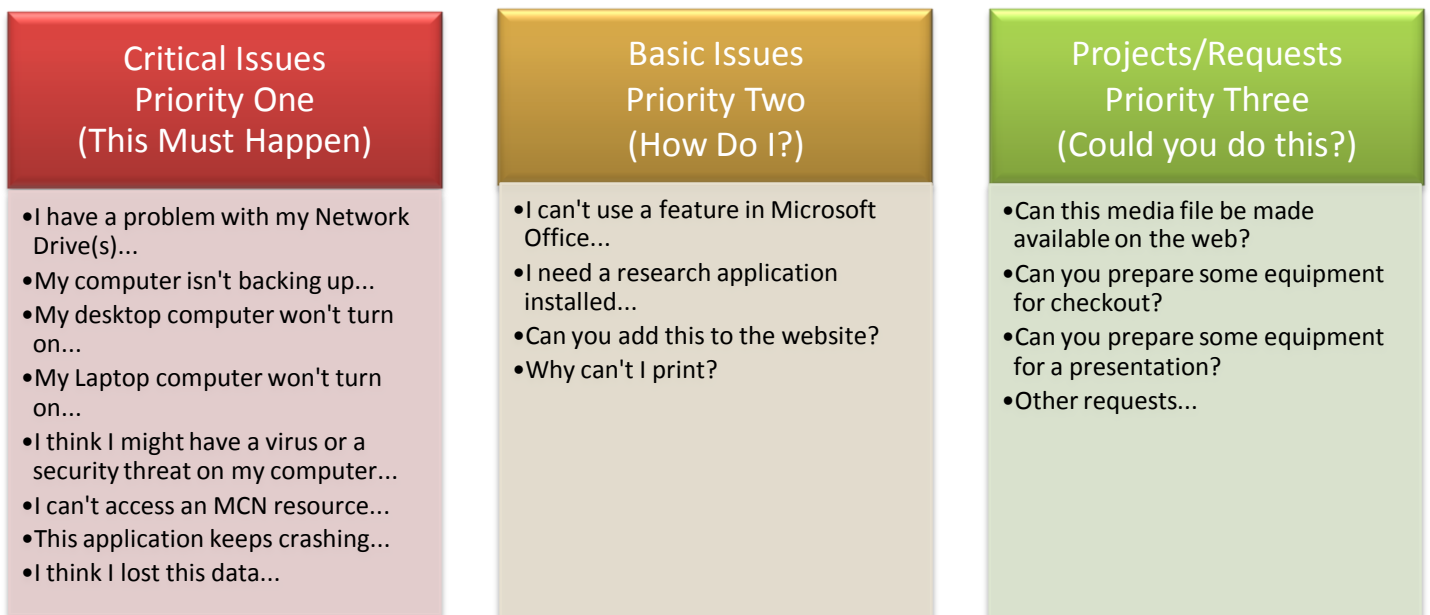 Critical Issues
Priority One
(This Must Happen)
•I have a problem with my Network
Drive(s)...
•My computer isn't backing up...
•My desktop computer won't turn
on...
•My Laptop computer won't turn
on...
•I think I might have a virus or a
security threat on my computer...
•I can't access an MCN resource...
•This application keeps crashing...
•I think I lost this data...
Basic Issues
Priority Two
(How Do I?)
•I can't use a feature in Microsoft
Office...
•I need a research application
installed...
•Can you add this to the website?
•Why can't I print?
Projects/Requests
Priority Three
(Could you do this?)
•Can this media file be made
available on the web?
•Can you prepare some equipment
for checkout?
•Can you prepare some equipment
for a presentation?
•Other requests...